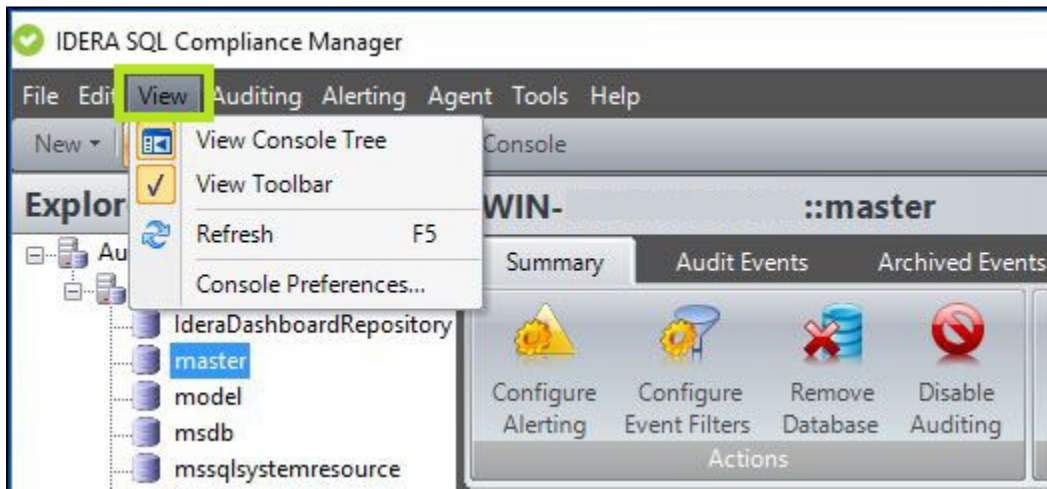 IDERA SQL Compliance Manager
File Edi View Auditing Alerting Agent Tools Help
New Console
View Console Tree
View Toolbar
Refresh F5
Console Preferences...
Explor
WIN- ::master
Au
Summary Audit Events Archived Events
IderaDashboardRepository
master
model
msdb
mssqlsystemresource
Configure Alerting
Configure Event Filters
Remove Database
Disable Auditing
Actions